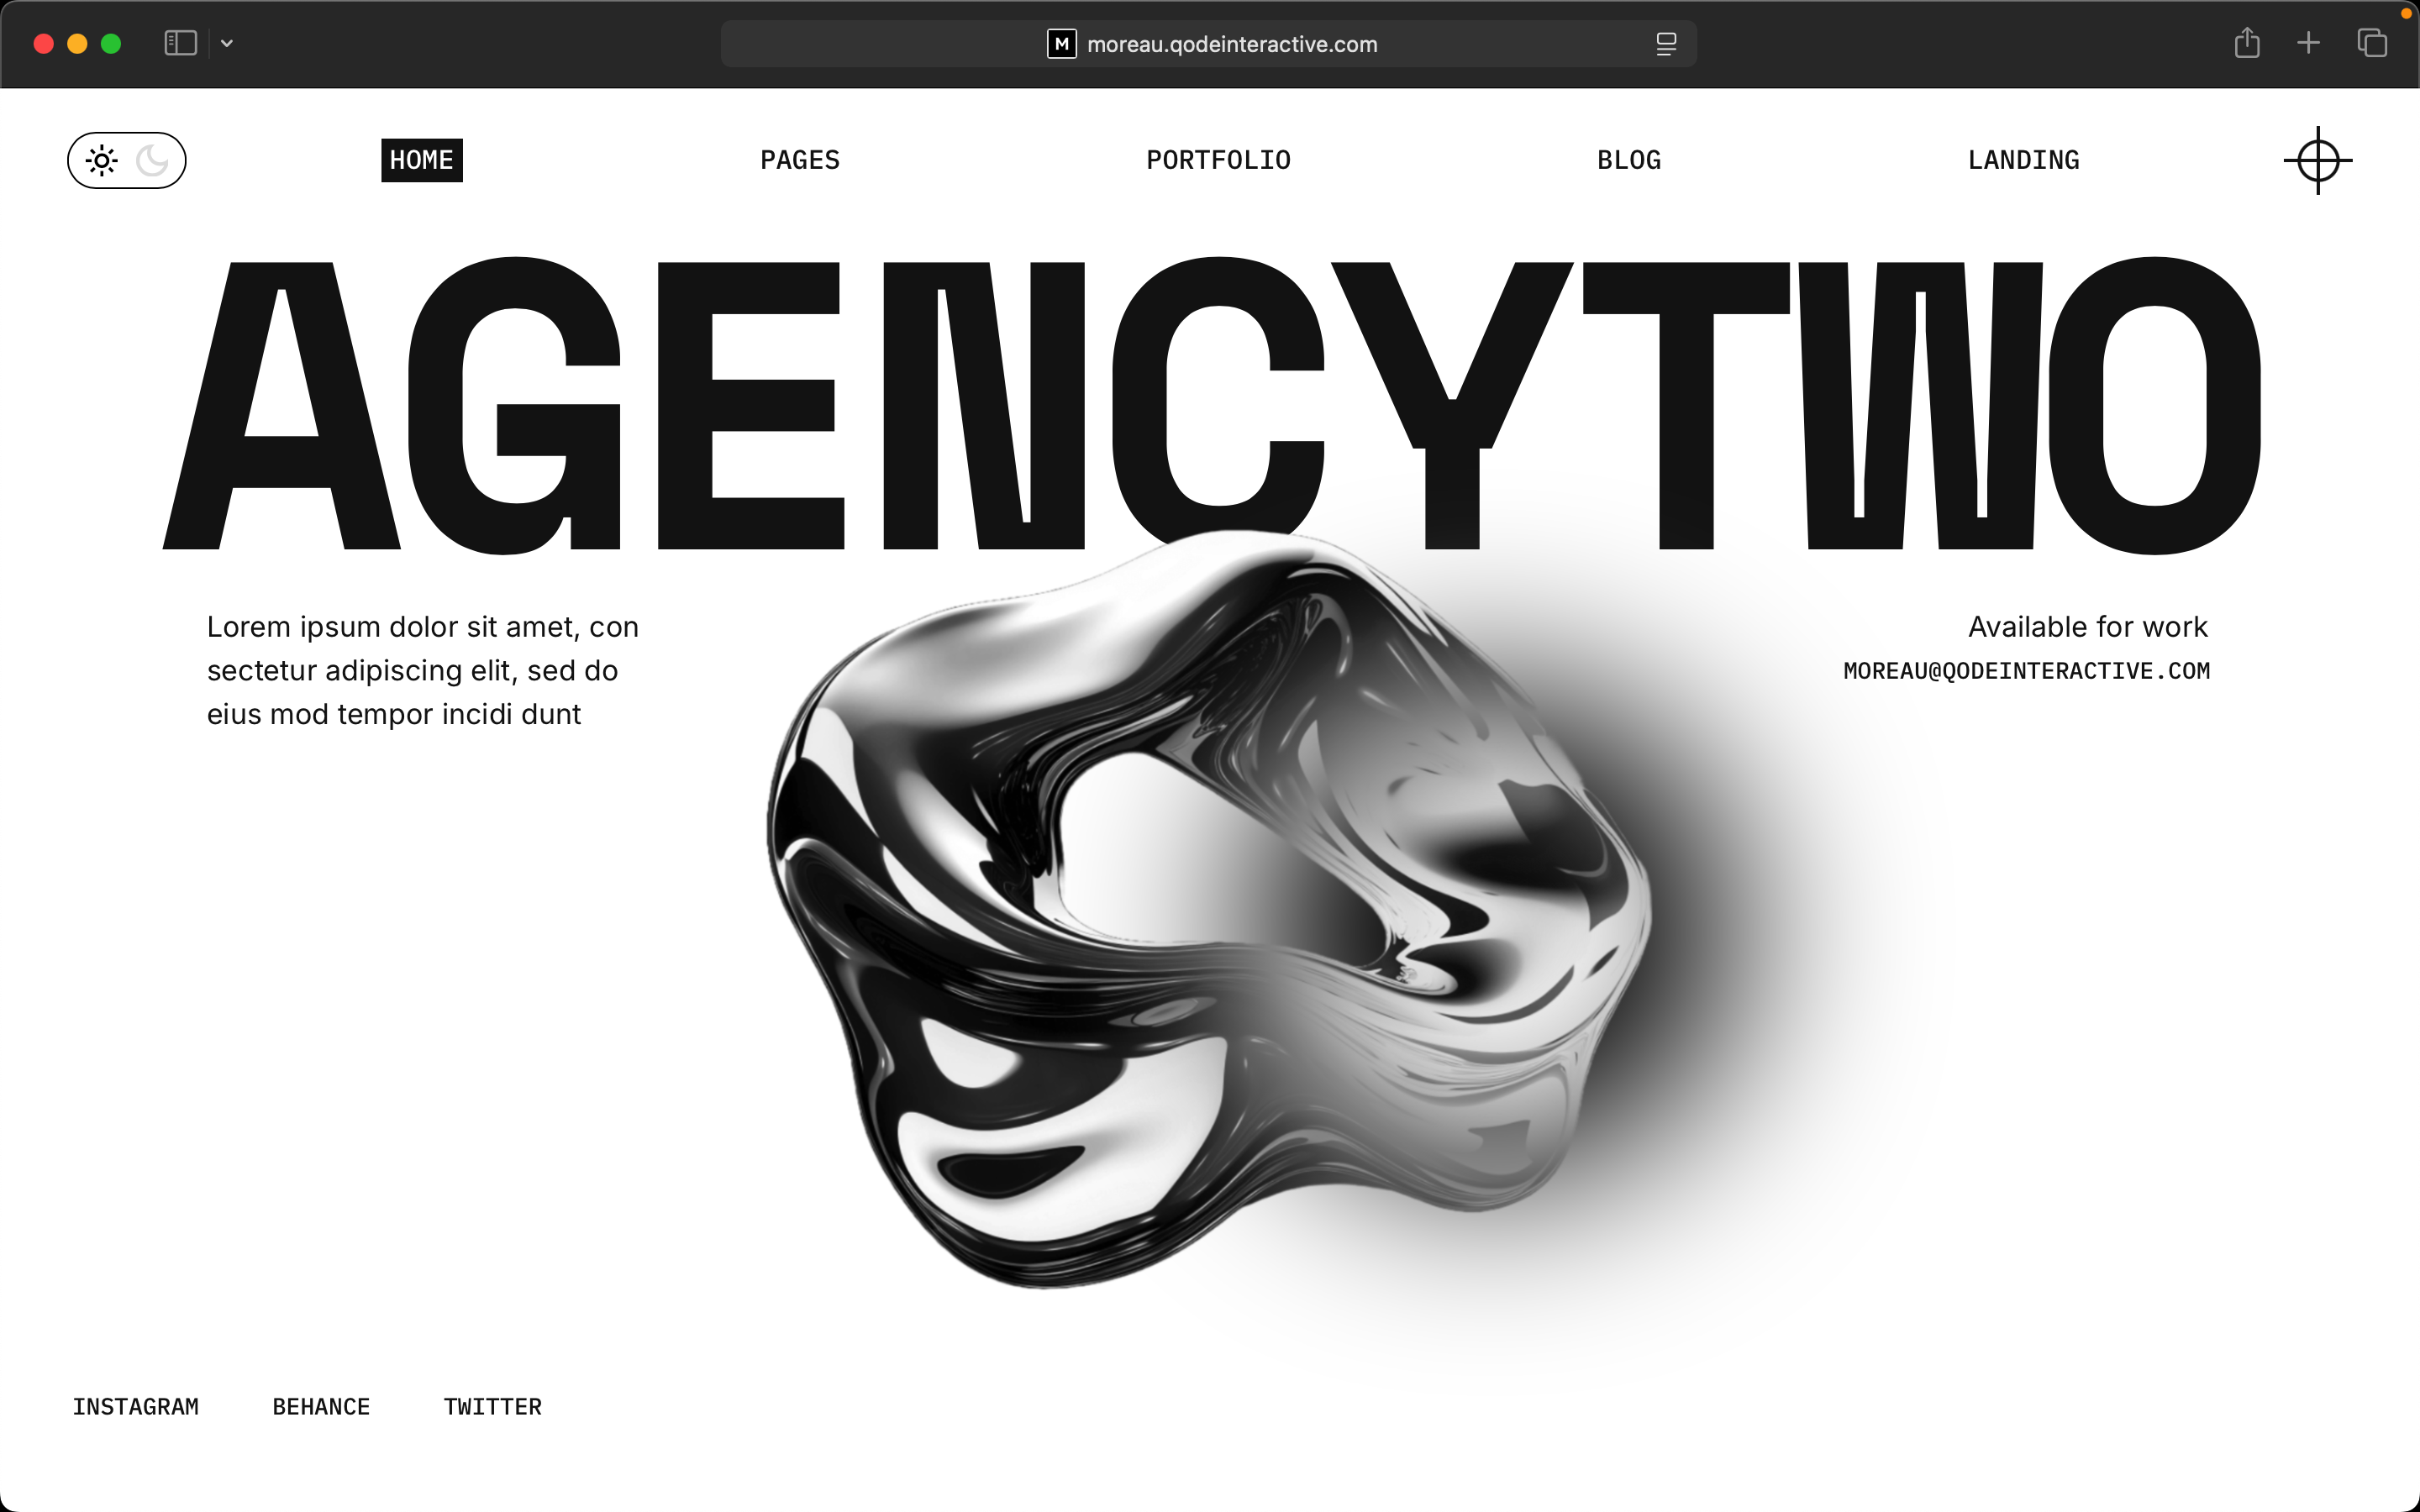 M moreau.qodeinteractive.com
HOME PAGES PORTFOLIO BLOG LANDING
AGENCYTWO
Lorem ipsum dolor sit amet, con
sectetur adipiscing elit, sed do
eius mod tempor incidi dunt
Available for work
MOREAU@QODEINTERACTIVE.COM
INSTAGRAM BEHANCE TWITTER